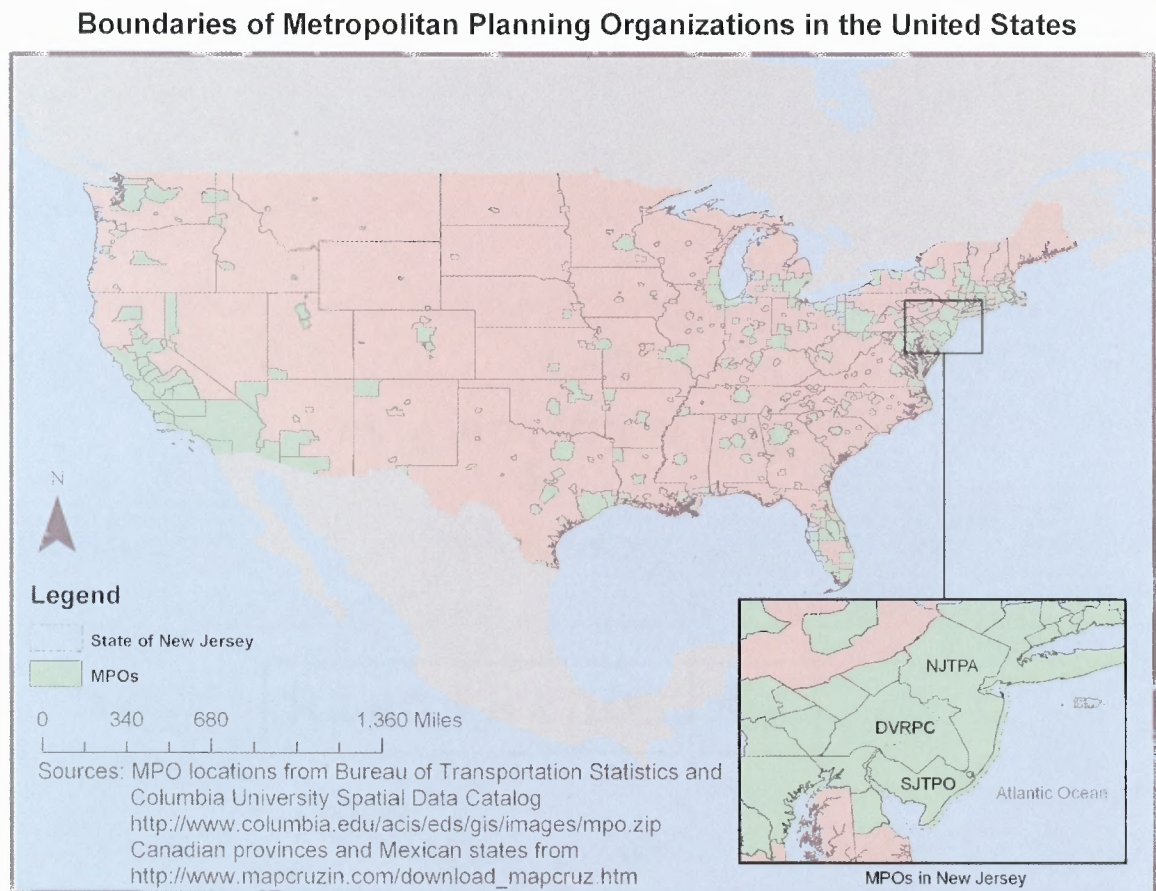 Boundaries of Metropolitan Planning Organizations in the United States
N
Legend
State of New Jersey
MPOs
0 340 680 1,360 Miles
Sources: MPO locations from Bureau of Transportation Statistics and
Columbia University Spatial Data Catalog
http://www.columbia.edu/acis/eds/gis/images/mpo.zip
Canadian provinces and Mexican states from
http://www.mapcruzin.com/download_mapcruz.htm
NJTPA
DVRPC
SJTPO
Atlantic Ocean
MPOs in New Jersey